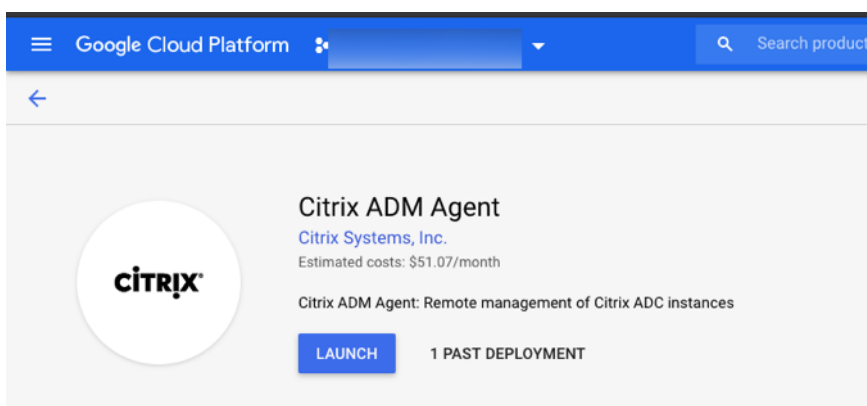 Google Cloud Platform
Search product
Citrix ADM Agent
Citrix Systems, Inc.
Estimated costs: $51.07/month
citrix
Citrix ADM Agent: Remote management of Citrix ADC instances
LAUNCH
1 PAST DEPLOYMENT